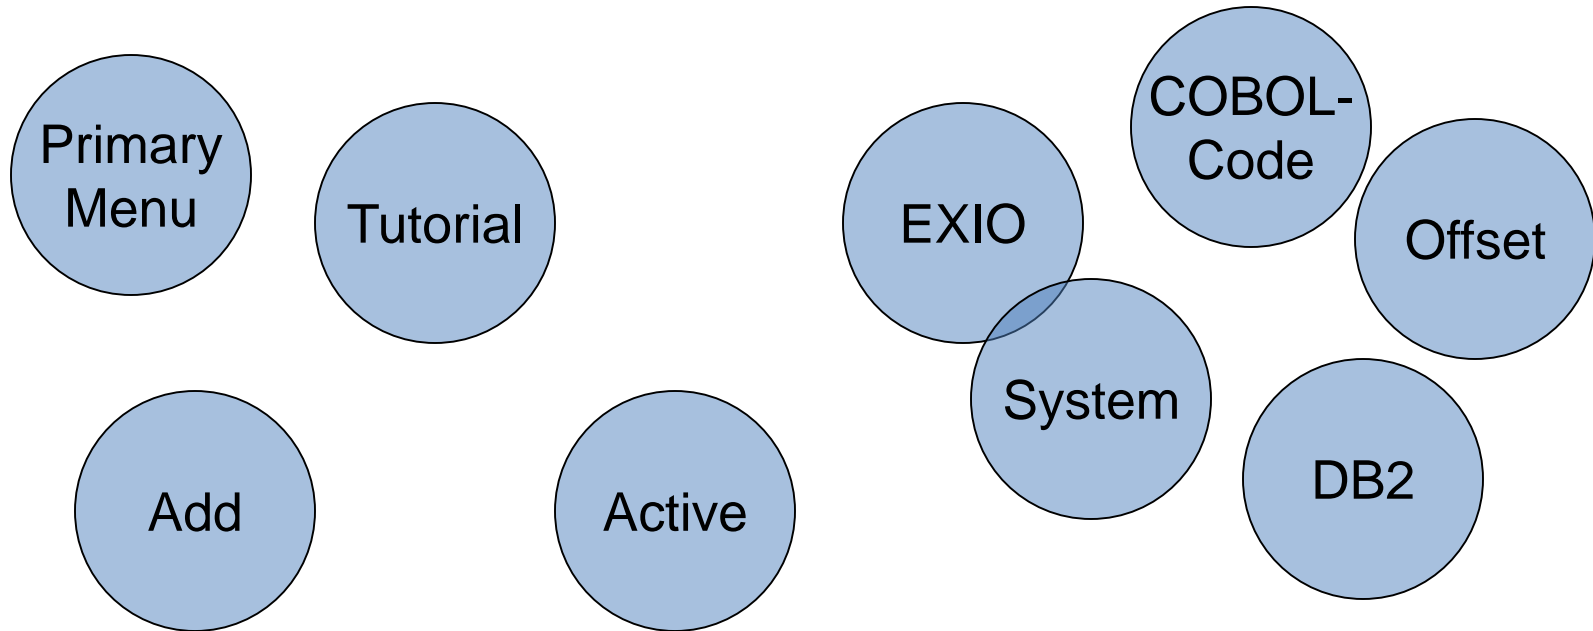 Primary
Menu
Tutorial
EXIO
COBOL-
Code
Offset
System
DB2
Add
Active